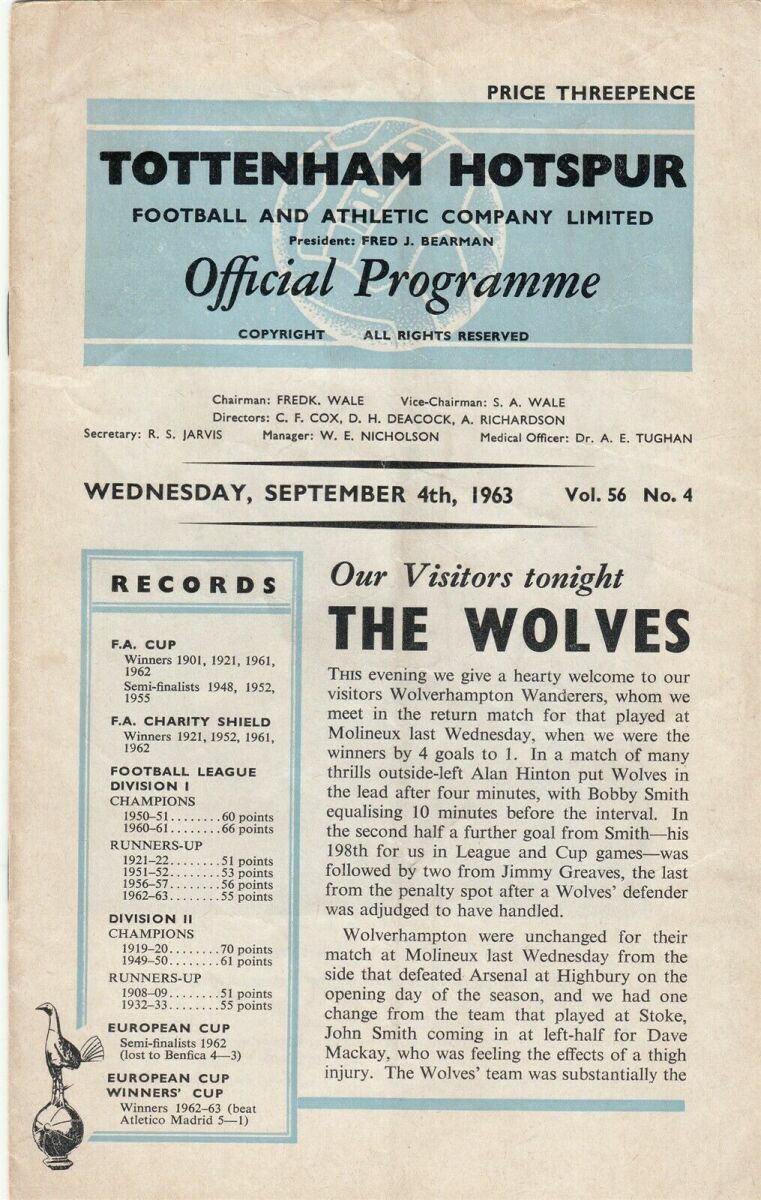 PRICE THREEPENCE
TOTTENHAM HOTSPUR
FOOTBALL AND ATHLETIC COMPANY LIMITED
President: FRED J. BEARMAN
Official Programme
COPYRIGHT ALL RIGHTS RESERVED
Chairman: FREDK. WALE Vice-Chairman: S. A. WALE
Directors: C. F. COX, D. H. DEACOCK, A. RICHARDSON
Secretary: R. S. JARVIS Manager: W. E. NICHOLSON Medical Officer: Dr. A. E. TUGHAN
WEDNESDAY, SEPTEMBER 4th, 1963 Vol. 56 No. 4
RECORDS
F.A. CUP
Winners 1901, 1921, 1961,
1962
Semi-finalists 1948, 1952,
1955
F.A. CHARITY SHIELD
Winners 1921, 1952, 1961,
1962
FOOTBALL LEAGUE
DIVISION I
CHAMPIONS
1950–51........60 points
1960–61........66 points
RUNNERS-UP
1921–22........51 points
1951–52........53 points
1956–57........56 points
1962–63........55 points
DIVISION II
CHAMPIONS
1919–20........70 points
1949–50........61 points
RUNNERS-UP
1908–09........51 points
1932–33........55 points
EUROPEAN CUP
Semi-finalists 1962
(lost to Benfica 4—3)
EUROPEAN CUP
WINNERS' CUP
Winners 1962–63 (beat
Atletico Madrid 5—1)
Our Visitors tonight
THE WOLVES
THIS evening we give a hearty welcome to our
visitors Wolverhampton Wanderers, whom we
meet in the return match for that played at
Molineux last Wednesday, when we were the
winners by 4 goals to 1. In a match of many
thrills outside-left Alan Hinton put Wolves in
the lead after four minutes, with Bobby Smith
equalising 10 minutes before the interval. In
the second half a further goal from Smith—his
198th for us in League and Cup games—was
followed by two from Jimmy Greaves, the last
from the penalty spot after a Wolves' defender
was adjudged to have handled.
Wolverhampton were unchanged for their
match at Molineux last Wednesday from the
side that defeated Arsenal at Highbury on the
opening day of the season, and we had one
change from the team that played at Stoke,
John Smith coming in at left-half for Dave
Mackay, who was feeling the effects of a thigh
injury. The Wolves' team was substantially the